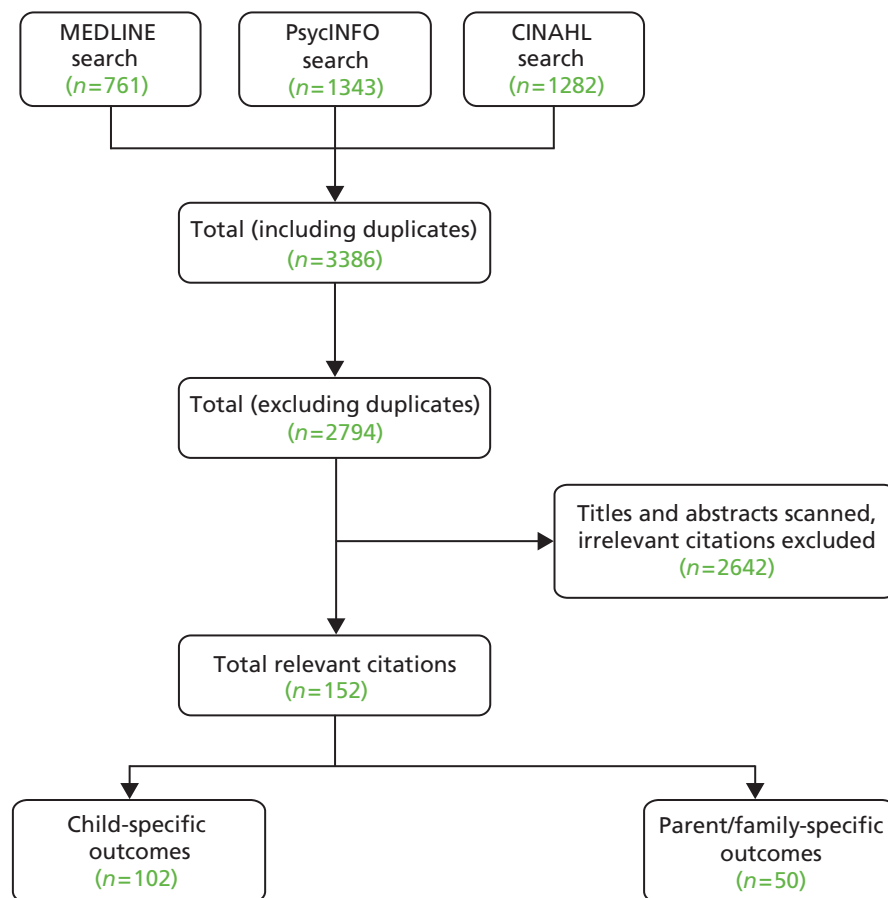 MEDLINE
search
(n=761)
PsycINFO
search
(n=1343)
CINAHL
search
(n=1282)
Total (including duplicates)
(n=3386)
Total (excluding duplicates)
(n=2794)
Titles and abstracts scanned,
irrelevant citations excluded
(n=2642)
Total relevant citations
(n=152)
Child-specific
outcomes
(n=102)
Parent/family-specific
outcomes
(n=50)